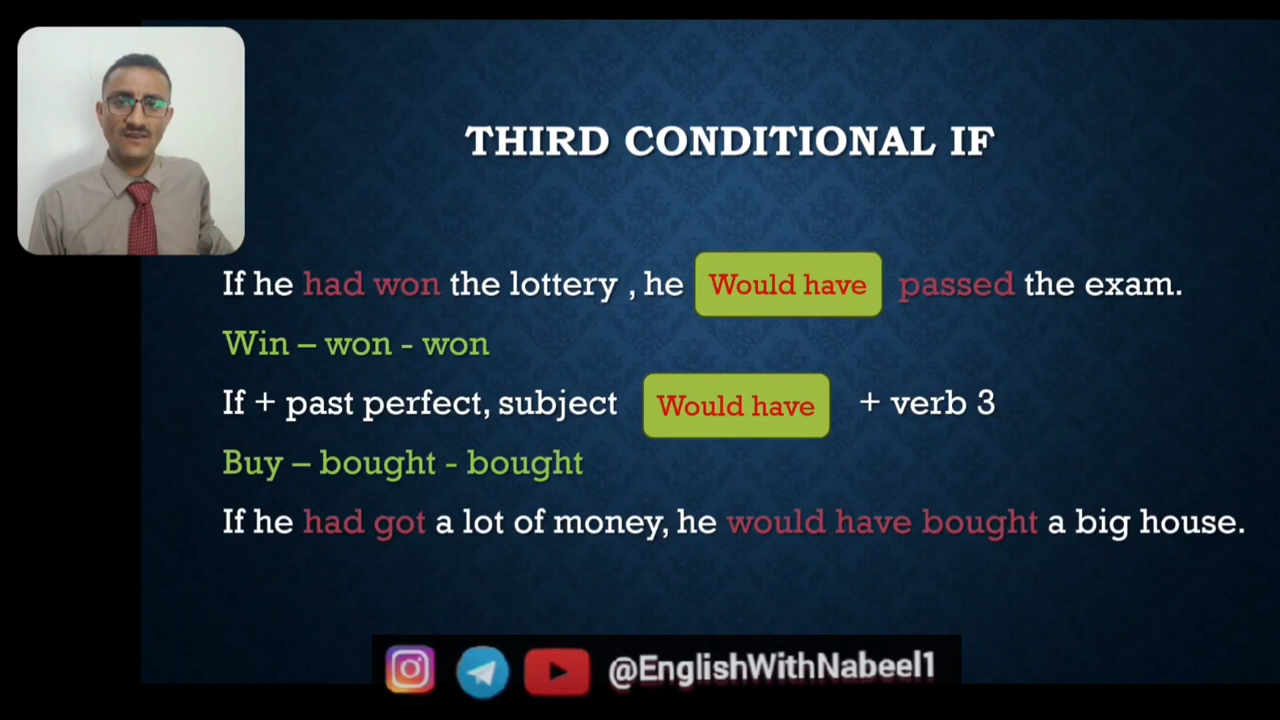 THIRD CONDITIONAL IF
If he had won the lottery , he Would have passed the exam.
Win – won - won
If + past perfect, subject Would have + verb 3
Buy – bought - bought
If he had got a lot of money, he would have bought a big house.
@EnglishWithNabeel1